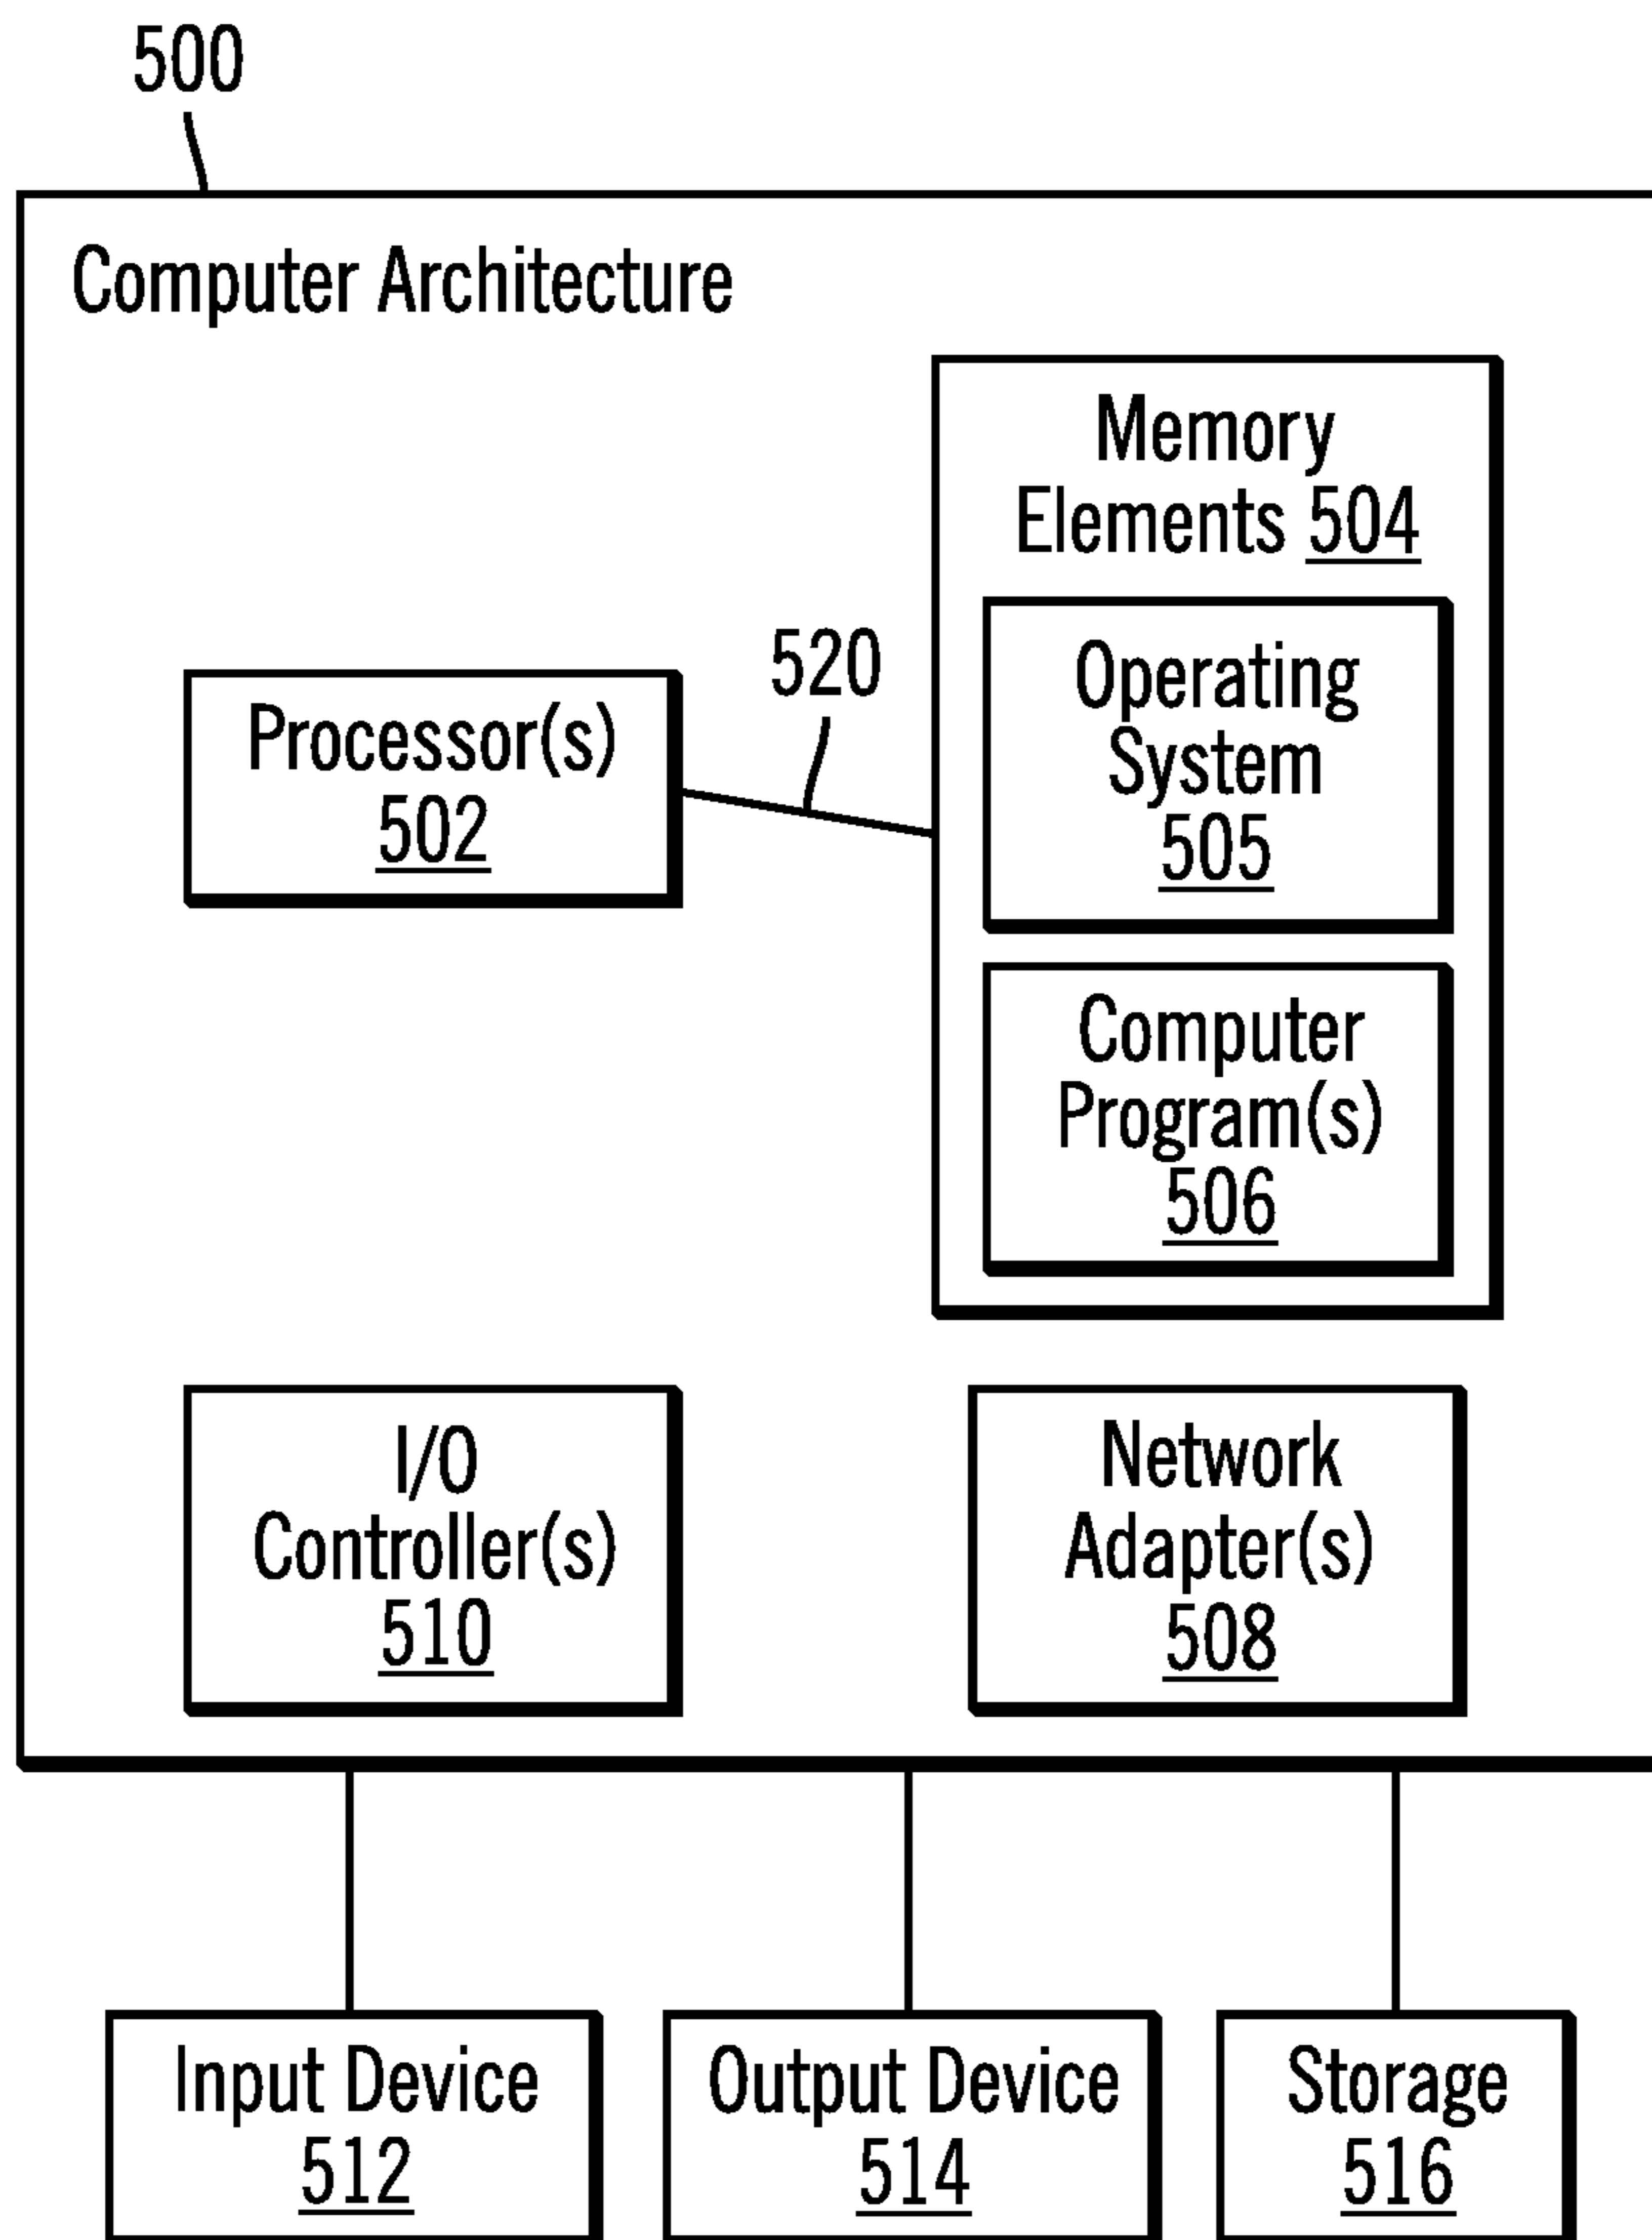 500
Computer Architecture
Memory
Elements 504
Operating
System
505
520
Processor(s)
502
Computer
Program(s)
506
I/O
Controller(s)
510
Network
Adapter(s)
508
Input Device
512
Output Device
514
Storage
516